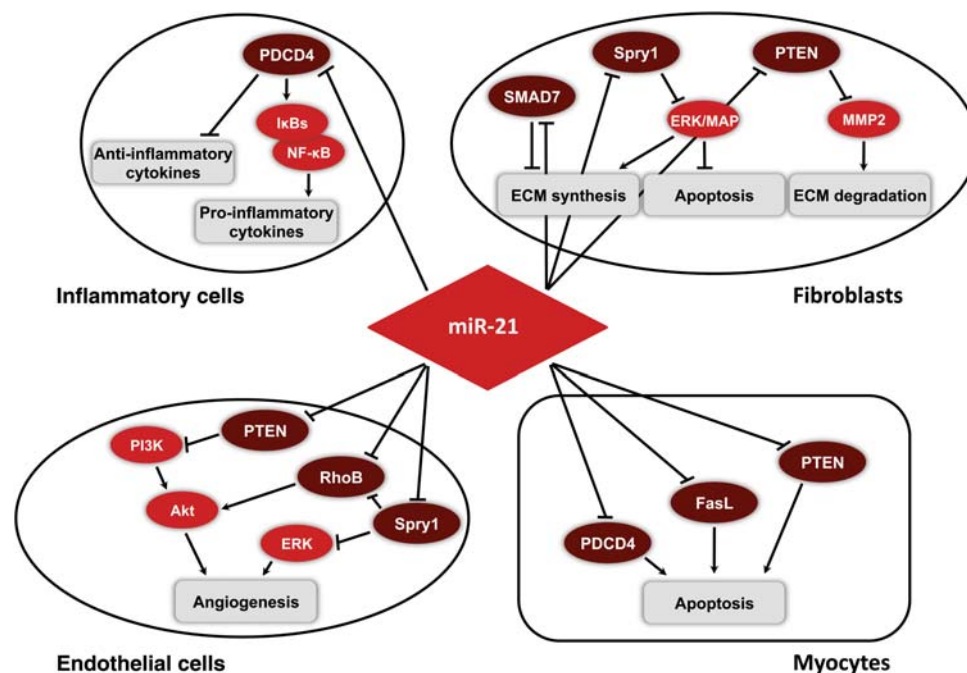 PDCD4
IκBs
NF-κB
Anti-inflammatory
cytokines
Pro-inflammatory
cytokines
Inflammatory cells
Spry1
PTEN
SMAD7
ERK/MAP
MMP2
ECM synthesis
Apoptosis
ECM degradation
Fibroblasts
miR-21
PTEN
PI3K
RhoB
Akt
Spry1
ERK
Angiogenesis
Endothelial cells
PTEN
FasL
PDCD4
Apoptosis
Myocytes